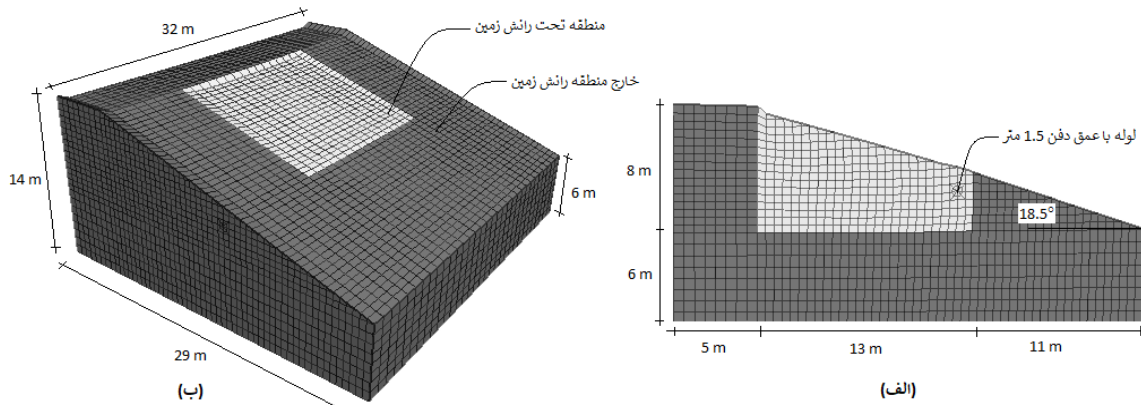 32 m
منطقه تحت رانش زمین
خارج منطقه رانش زمین
14 m
6 m
29 m
(ب)
8 m
لوله با عمق دفن 1.5 متر
18.5°
6 m
5 m
13 m
11 m
(الف)